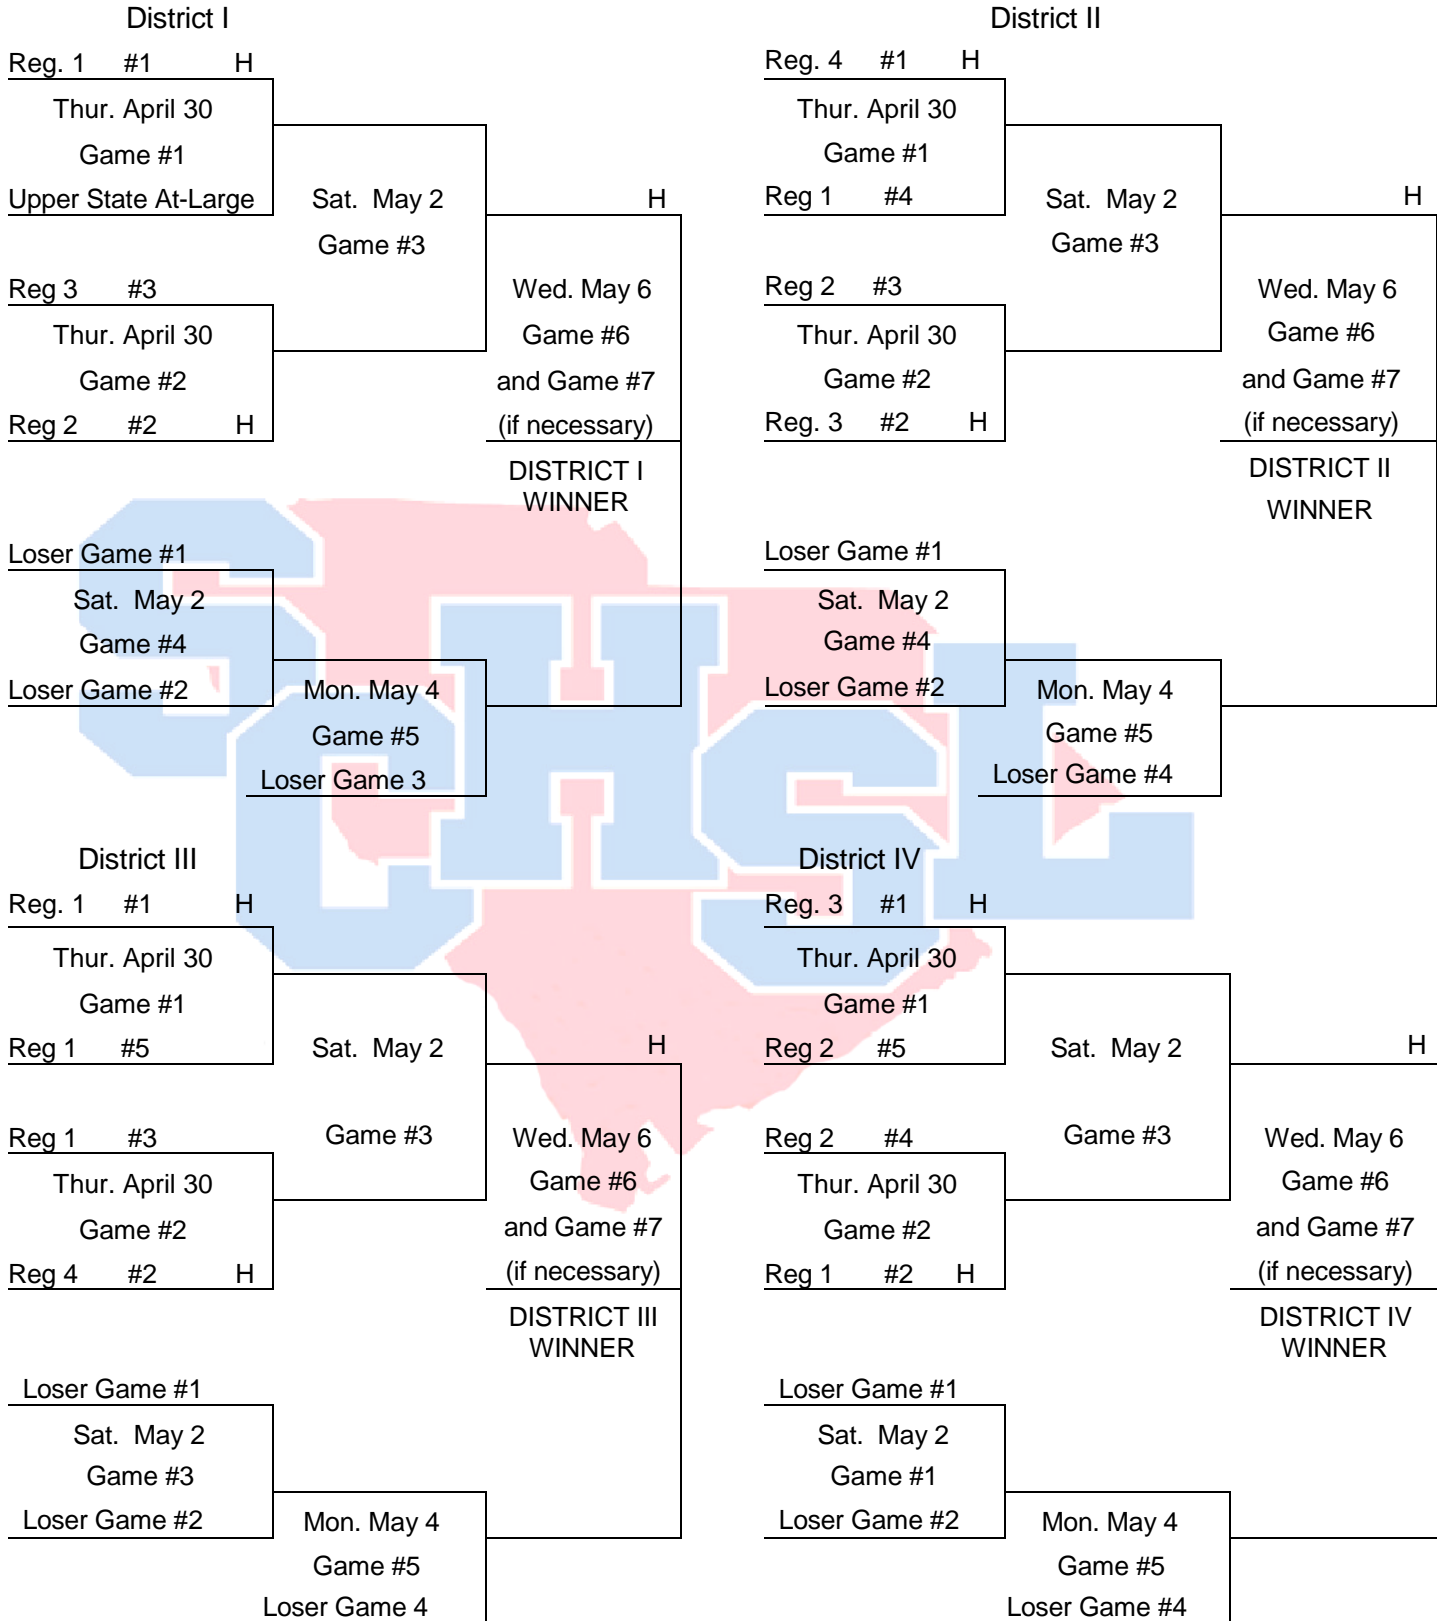 District I
Reg. 1 #1 H
Thur. April 30
Game #1
Upper State At-Large
Sat. May 2
Game #3
H
Reg 3 #3
Thur. April 30
Game #2
Reg 2 #2 H
Wed. May 6
Game #6
and Game #7
(if necessary)
DISTRICT I
WINNER
Loser Game #1
Sat. May 2
Game #4
Loser Game #2
Mon. May 4
Game #5
Loser Game 3
District II
Reg. 4 #1 H
Thur. April 30
Game #1
Reg 1 #4
Sat. May 2
Game #3
H
Reg 2 #3
Thur. April 30
Game #2
Reg. 3 #2 H
Wed. May 6
Game #6
and Game #7
(if necessary)
DISTRICT II
WINNER
Loser Game #1
Sat. May 2
Game #4
Loser Game #2
Mon. May 4
Game #5
Loser Game #4
SCHSL
District III
Reg. 1 #1 H
Thur. April 30
Game #1
Reg 1 #5
Sat. May 2
Game #3
H
Reg 1 #3
Thur. April 30
Game #2
Reg 4 #2 H
Wed. May 6
Game #6
and Game #7
(if necessary)
DISTRICT III
WINNER
Loser Game #1
Sat. May 2
Game #3
Loser Game #2
Mon. May 4
Game #5
Loser Game 4
District IV
Reg. 3 #1 H
Thur. April 30
Game #1
Reg 2 #5
Sat. May 2
Game #3
H
Reg 2 #4
Thur. April 30
Game #2
Reg 1 #2 H
Wed. May 6
Game #6
and Game #7
(if necessary)
DISTRICT IV
WINNER
Loser Game #1
Sat. May 2
Game #1
Loser Game #2
Mon. May 4
Game #5
Loser Game #4